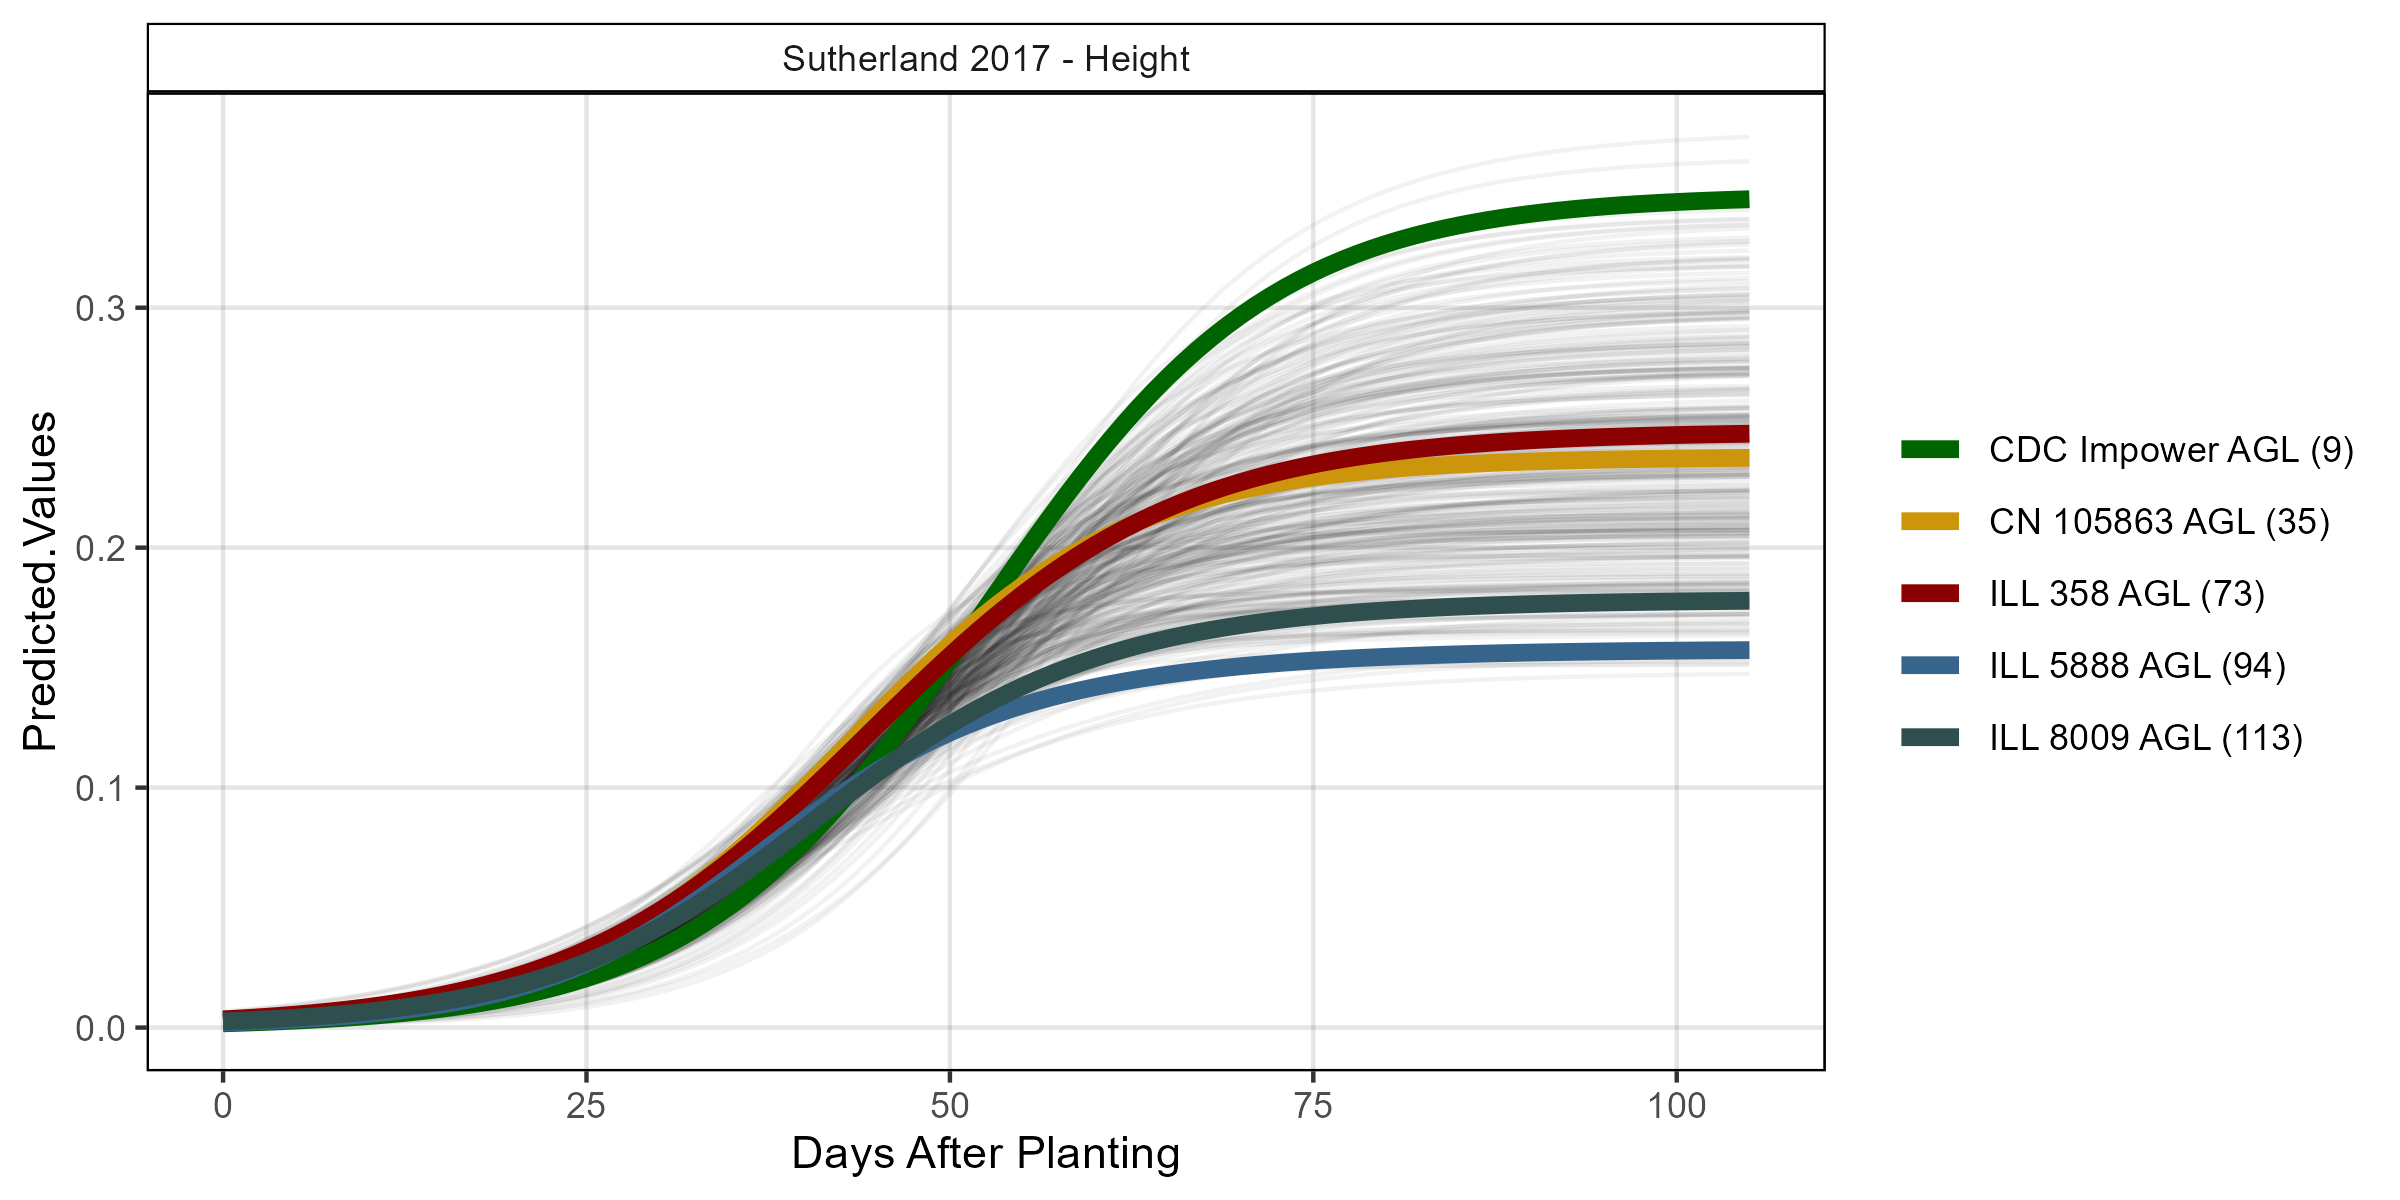 Sutherland 2017 - Height
Predicted.Values
0.3
0.2
0.1
0.0
0 25 50 75 100
Days After Planting
CDC Impower AGL (9)
CN 105863 AGL (35)
ILL 358 AGL (73)
ILL 5888 AGL (94)
ILL 8009 AGL (113)